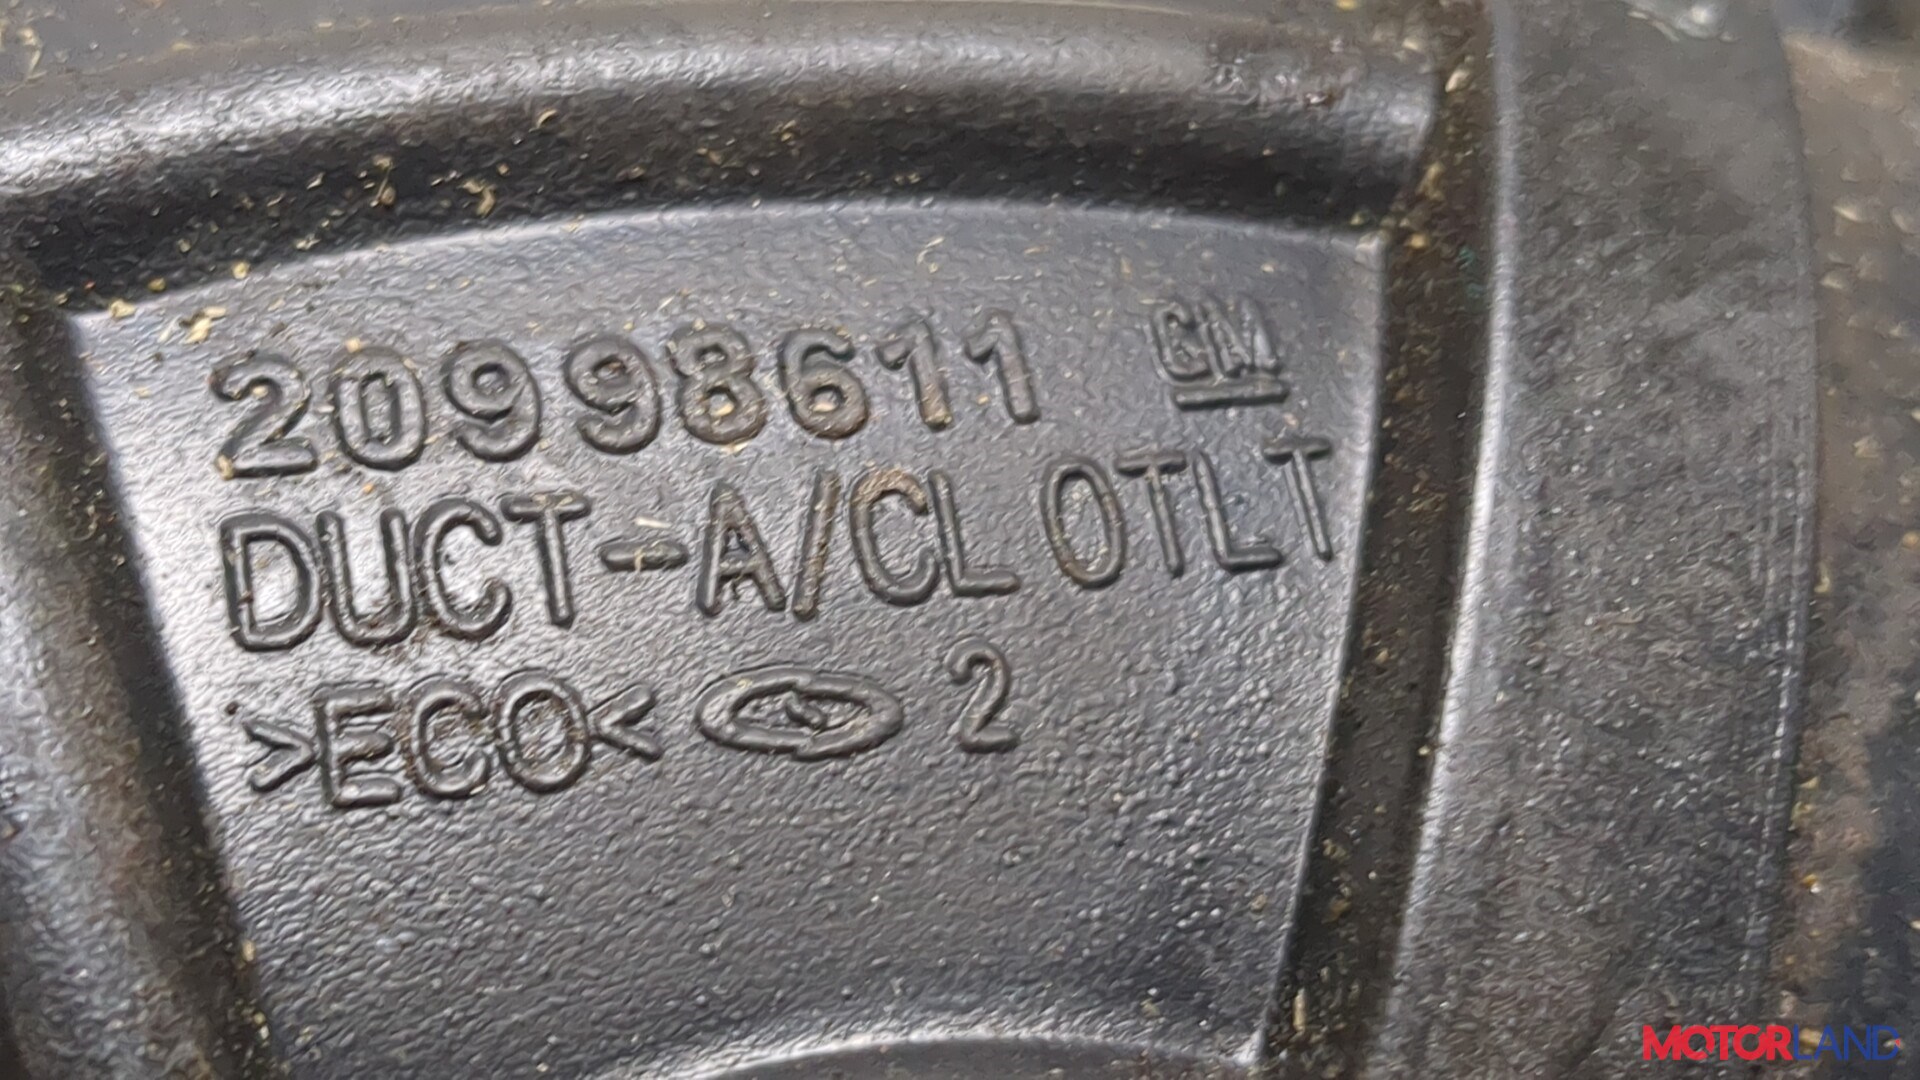 20998611 GM
DUCT-A/CL OTLT
>ECO< 2
MOTORLAND